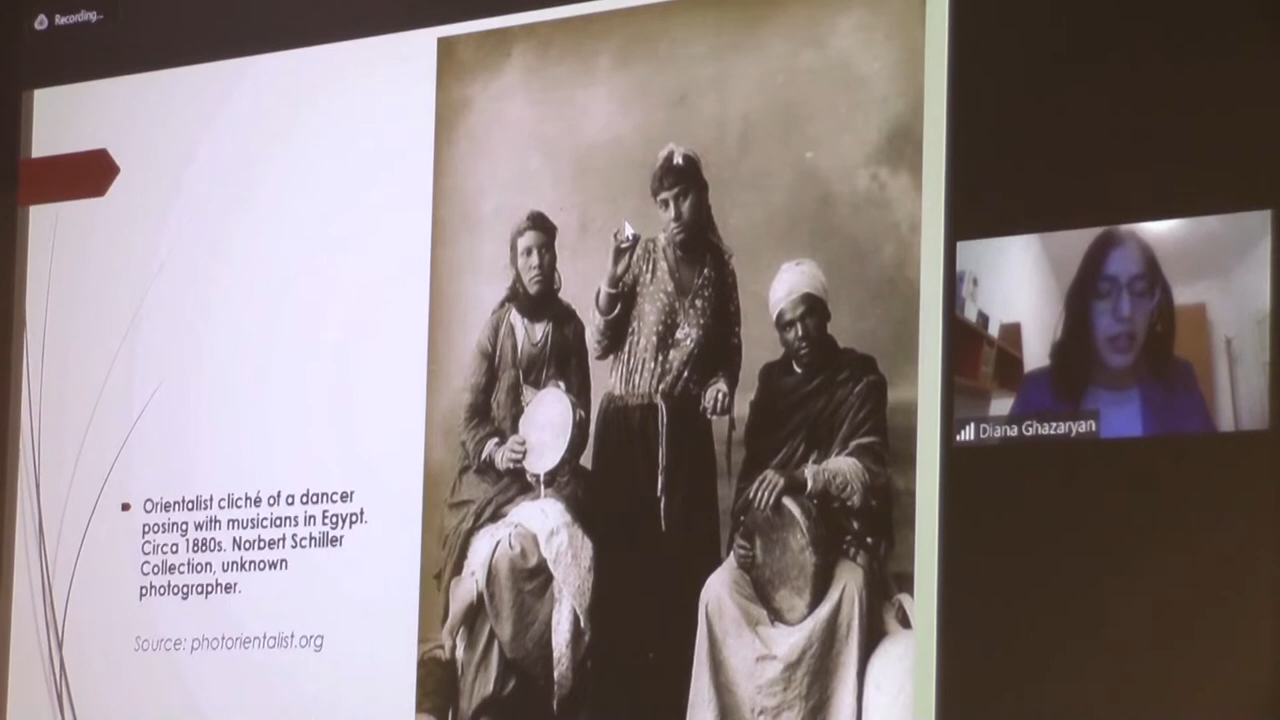 Recording...
Orientalist cliché of a dancer
posing with musicians in Egypt.
Circa 1880s. Norbert Schiller
Collection, unknown
photographer.
Source: photorientalist.org
Diana Ghazaryan